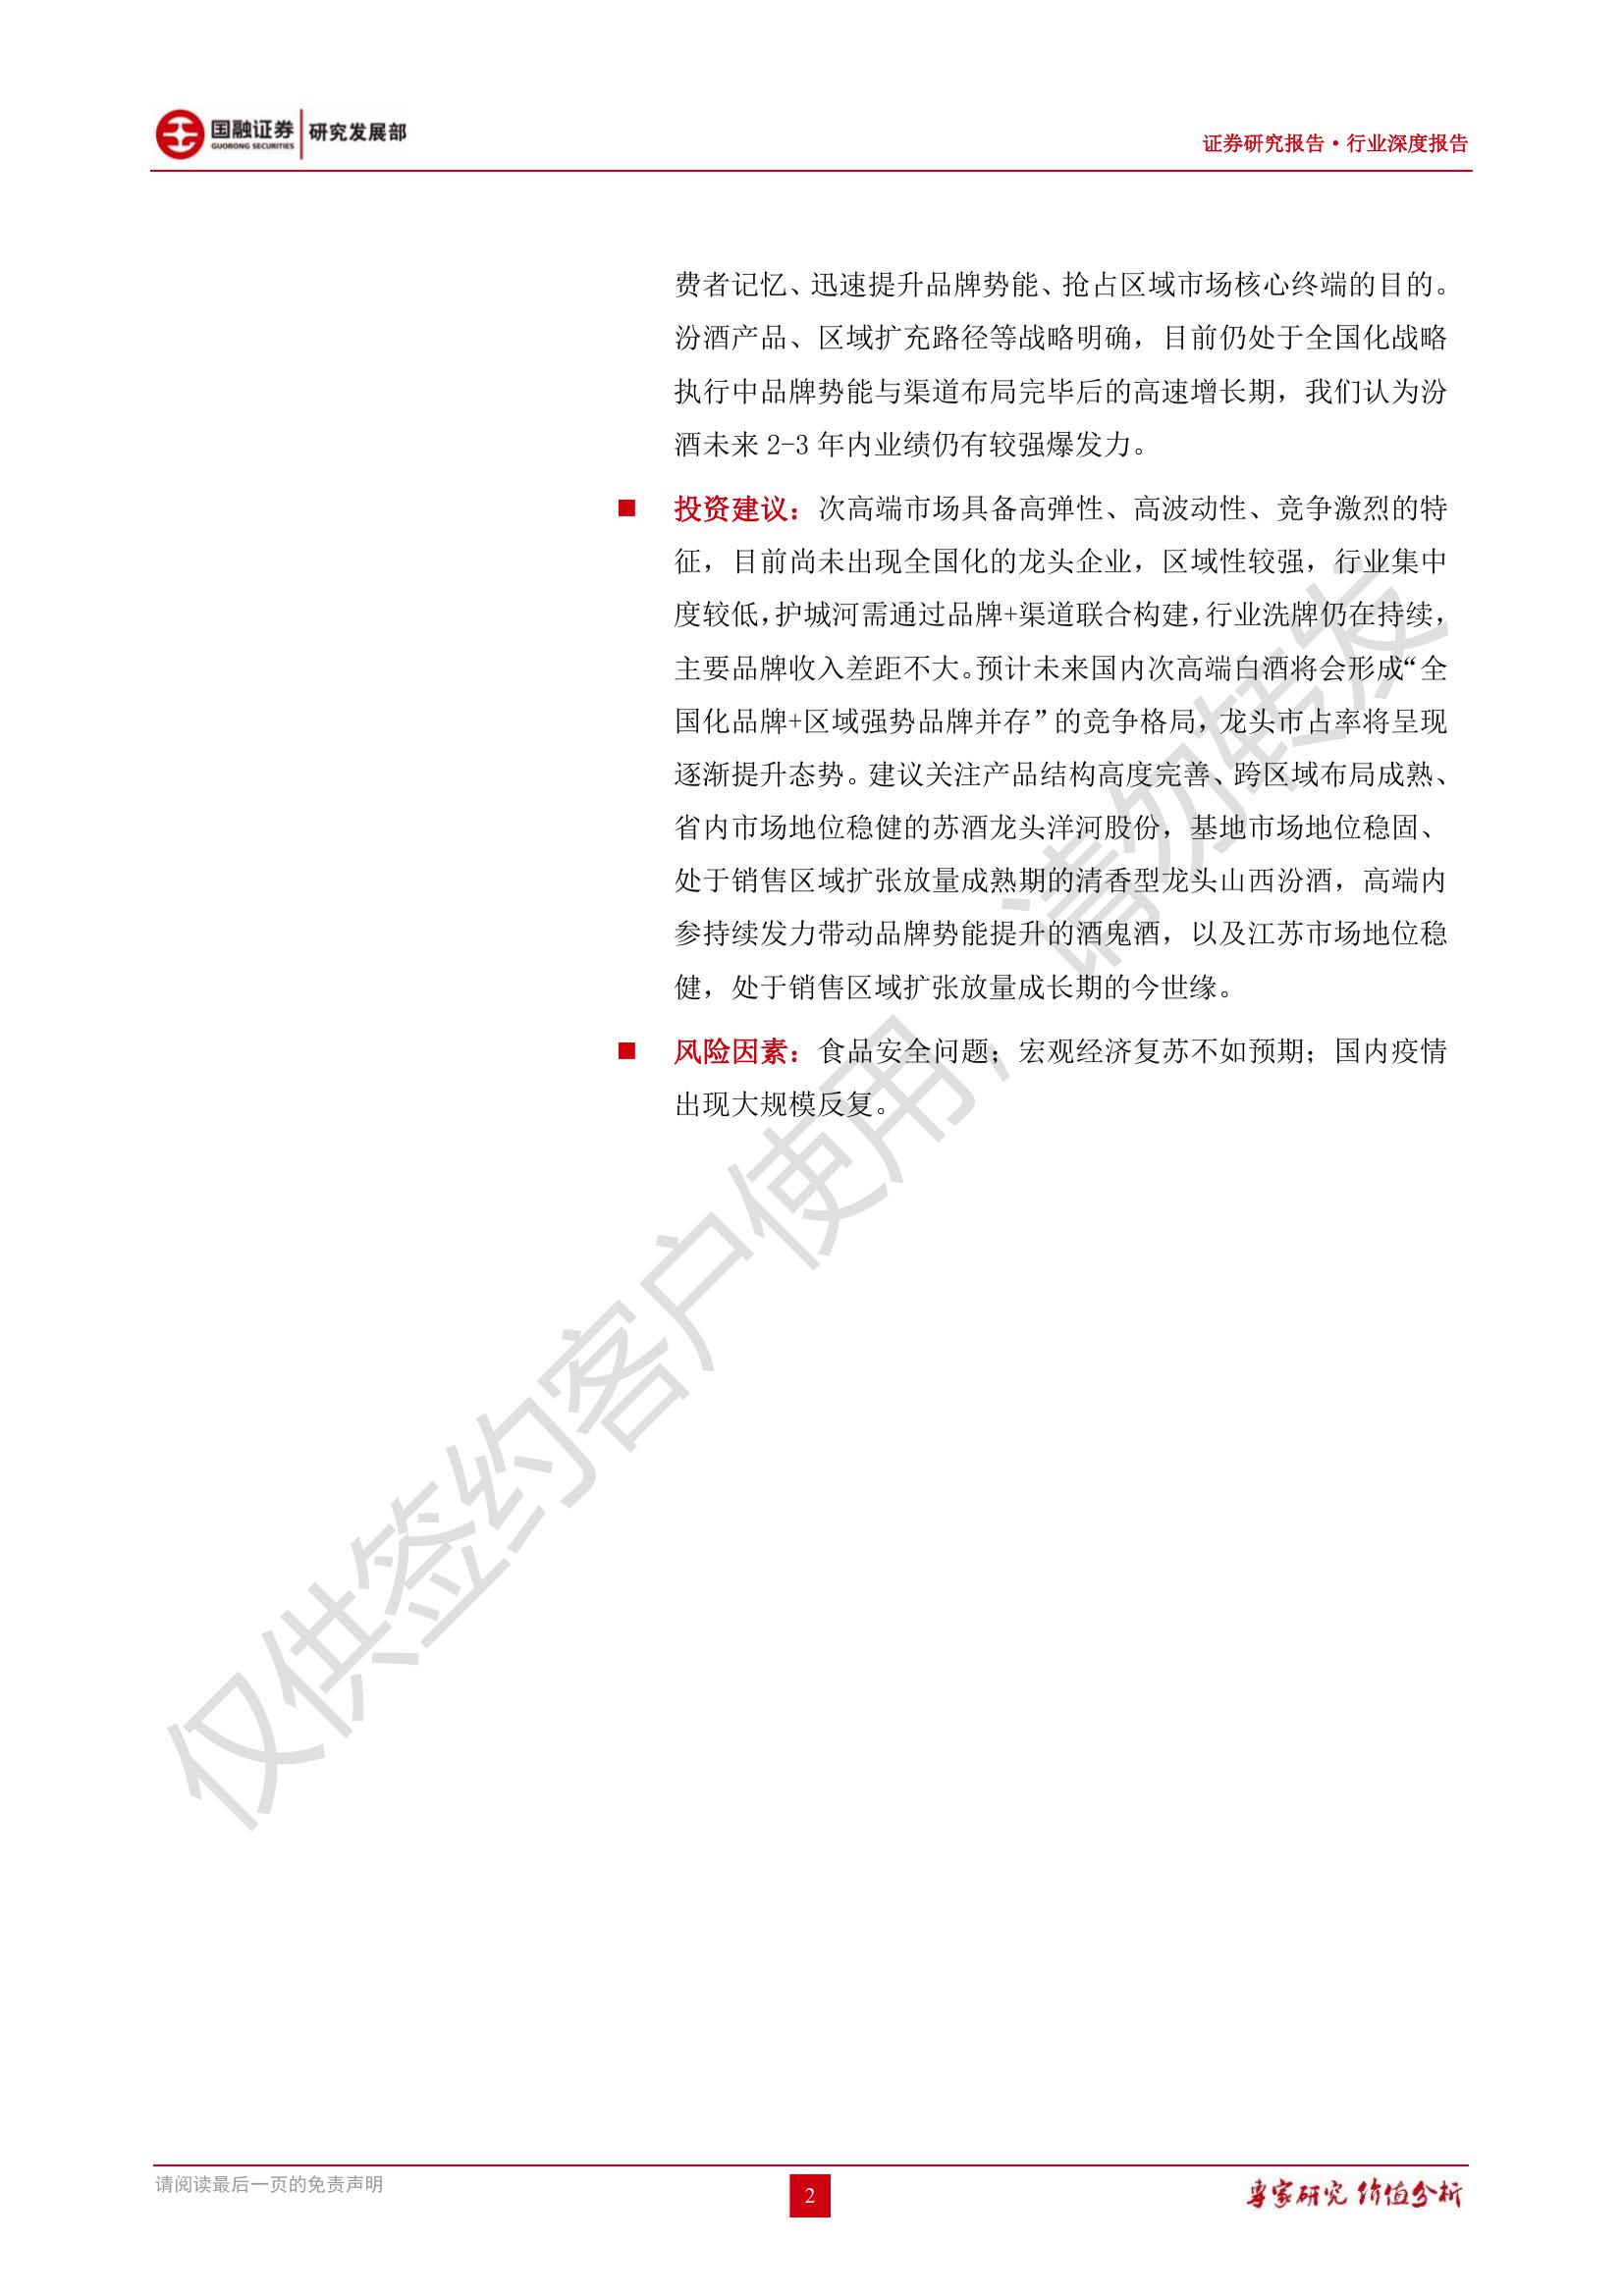 国融证券 研究发展部
GUORONG SECURITIES
证券研究报告·行业深度报告
费者记忆、迅速提升品牌势能、抢占区域市场核心终端的目的。
汾酒产品、区域扩充路径等战略明确，目前仍处于全国化战略
执行中品牌势能与渠道布局完毕后的高速增长期，我们认为汾
酒未来 2-3 年内业绩仍有较强爆发力。
■ 投资建议：次高端市场具备高弹性、高波动性、竞争激烈的特
征，目前尚未出现全国化的龙头企业，区域性较强，行业集中
度较低，护城河需通过品牌+渠道联合构建，行业洗牌仍在持续，
主要品牌收入差距不大。预计未来国内次高端白酒将会形成“全
国化品牌+区域强势品牌并存”的竞争格局，龙头市占率将呈现
逐渐提升态势。建议关注产品结构高度完善、跨区域布局成熟、
省内市场地位稳健的苏酒龙头洋河股份，基地市场地位稳固、
处于销售区域扩张放量成熟期的清香型龙头山西汾酒，高端内
参持续发力带动品牌势能提升的酒鬼酒，以及江苏市场地位稳
健，处于销售区域扩张放量成长期的今世缘。
■ 风险因素：食品安全问题；宏观经济复苏不如预期；国内疫情
出现大规模反复。
仅供签约客户使用，请勿转发
请阅读最后一页的免责声明
2
专家研究 价值分析